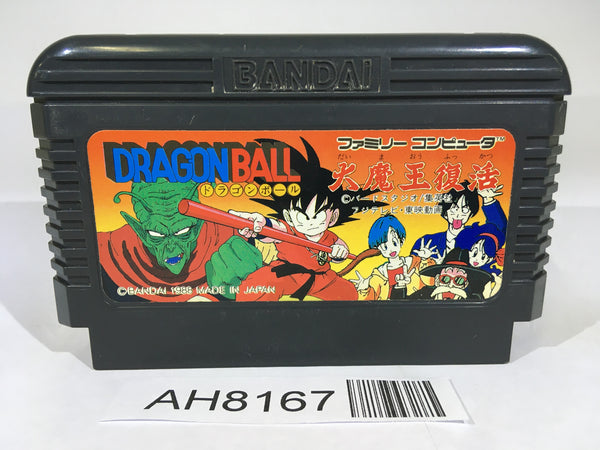 BANDAI
DRAGON BALL
ドラゴンボール
ファミリー コンピュータ™
だい ま おう ふっ かつ
大魔王復活
©バードスタジオ/集英社
フジテレビ・東映動画
©BANDAI 1988 MADE IN JAPAN
AH8167